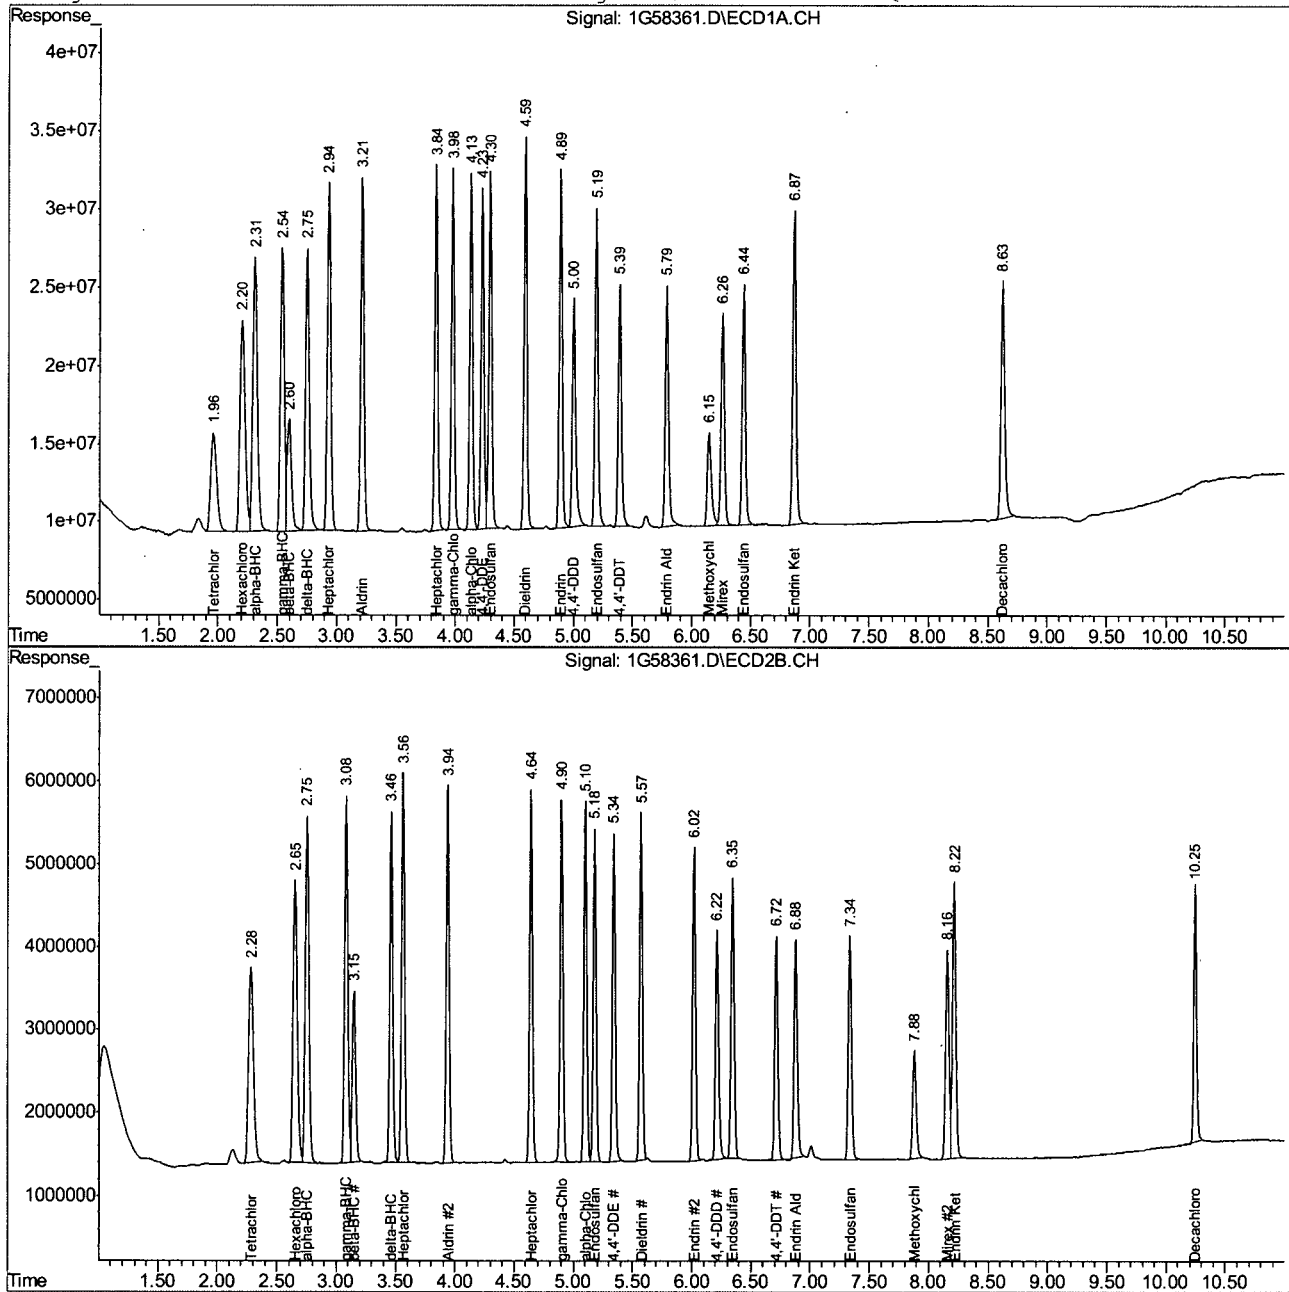 Response_
Signal: 1G58361.D\ECD1A.CH
4e+07
3.5e+07
3e+07
2.5e+07
2e+07
1.5e+07
1e+07
5000000
1.96
2.20
2.31
2.54
2.60
2.75
2.94
3.21
3.84
3.98
4.13
4.23
4.30
4.59
4.89
5.00
5.19
5.39
5.79
6.15
6.26
6.44
6.87
8.63
Tetrachlor
Hexachloro
alpha-BHC
gamma-BHC
beta-BHC
delta-BHC
Heptachlor
Aldrin
Heptachlor
gamma-Chlo
alpha-Chlo
4,4'-DDE
Endosulfan
Dieldrin
Endrin
4,4'-DDD
Endosulfan
4,4'-DDT
Endrin Ald
Methoxychl
Mirex
Endosulfan
Endrin Ket
Decachloro
Time
1.50 2.00 2.50 3.00 3.50 4.00 4.50 5.00 5.50 6.00 6.50 7.00 7.50 8.00 8.50 9.00 9.50 10.00 10.50
Response_
Signal: 1G58361.D\ECD2B.CH
7000000
6000000
5000000
4000000
3000000
2000000
1000000
2.28
2.65
2.75
3.08
3.15
3.46
3.56
3.94
4.64
4.90
5.10
5.18
5.34
5.57
6.02
6.22
6.35
6.72
6.88
7.34
7.88
8.16
8.22
10.25
Tetrachlor
Hexachloro
alpha-BHC
gamma-BHC
beta-BHC #
delta-BHC
Heptachlor
Aldrin #2
Heptachlor
gamma-Chlo
alpha-Chlo
Endosulfan
4,4'-DDE #
Dieldrin #
Endrin #2
4,4'-DDD #
Endosulfan
4,4'-DDT #
Endrin Ald
Endosulfan
Methoxychl
Mirex #2
Endrin Ket
Decachloro
Time
1.50 2.00 2.50 3.00 3.50 4.00 4.50 5.00 5.50 6.00 6.50 7.00 7.50 8.00 8.50 9.00 9.50 10.00 10.50